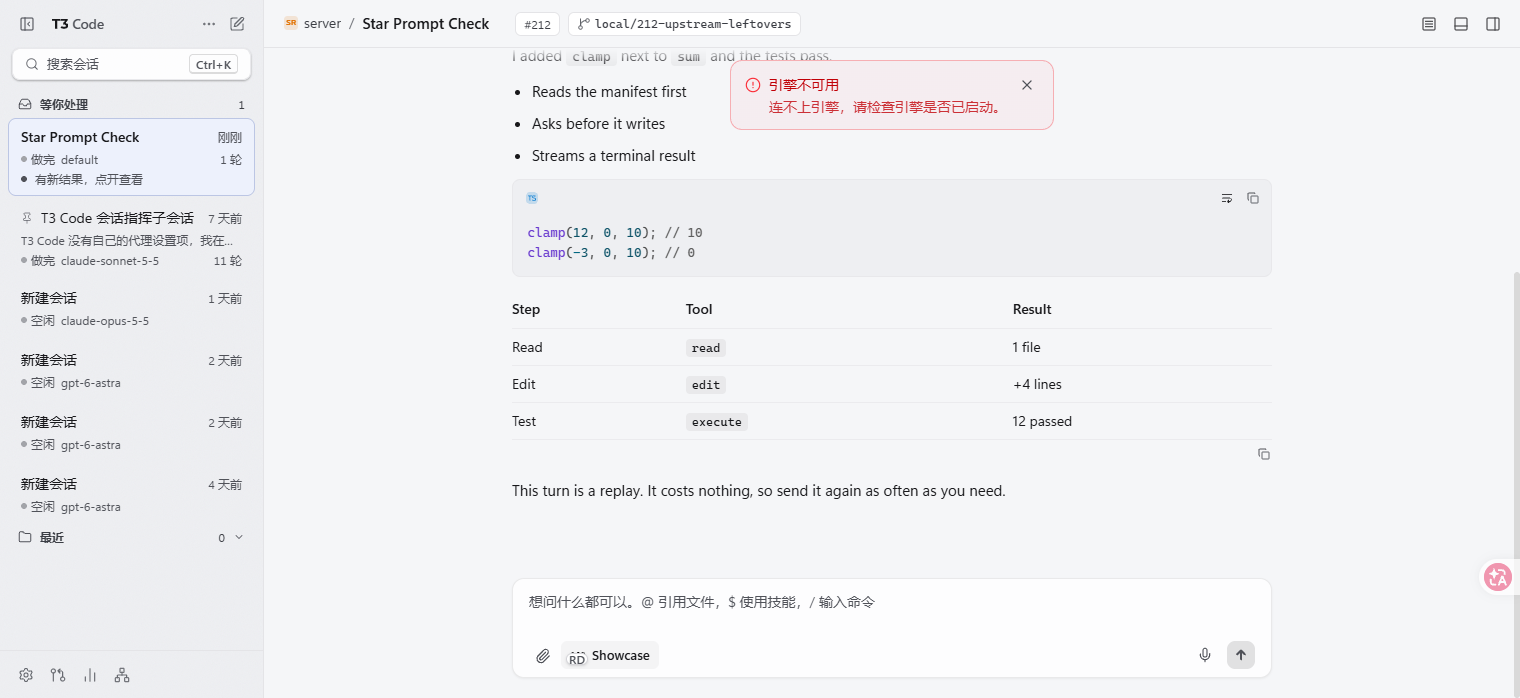 T3 Code
搜索会话 Ctrl+K
等你处理 1
Star Prompt Check 刚刚
做完 default 1 轮
有新结果，点开查看
T3 Code 会话指挥子会话 7 天前
T3 Code 没有自己的代理设置项，我在...
做完 claude-sonnet-5-5 11 轮
新建会话 1 天前
空闲 claude-opus-5-5
新建会话 2 天前
空闲 gpt-6-astra
新建会话 2 天前
空闲 gpt-6-astra
新建会话 4 天前
空闲 gpt-6-astra
最近 0
SR server / Star Prompt Check #212 local/212-upstream-leftovers
I added clamp next to sum and the tests pass.
引擎不可用
连不上引擎，请检查引擎是否已启动。
Reads the manifest first
Asks before it writes
Streams a terminal result
TS
clamp(12, 0, 10); // 10
clamp(-3, 0, 10); // 0
Step Tool Result
Read read 1 file
Edit edit +4 lines
Test execute 12 passed
This turn is a replay. It costs nothing, so send it again as often as you need.
想问什么都可以。@ 引用文件，$ 使用技能，/ 输入命令
RD Showcase